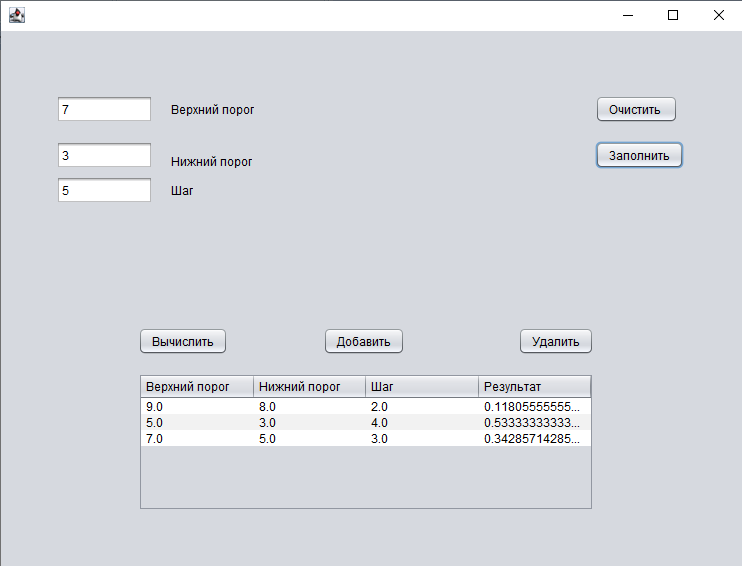 7 Верхний порог Очистить
3 Нижний порог Заполнить
5 Шаг
Вычислить Добавить Удалить
Верхний порог Нижний порог Шаг Результат
9.0 8.0 2.0 0.11805555555...
5.0 3.0 4.0 0.53333333333...
7.0 5.0 3.0 0.34285714285...